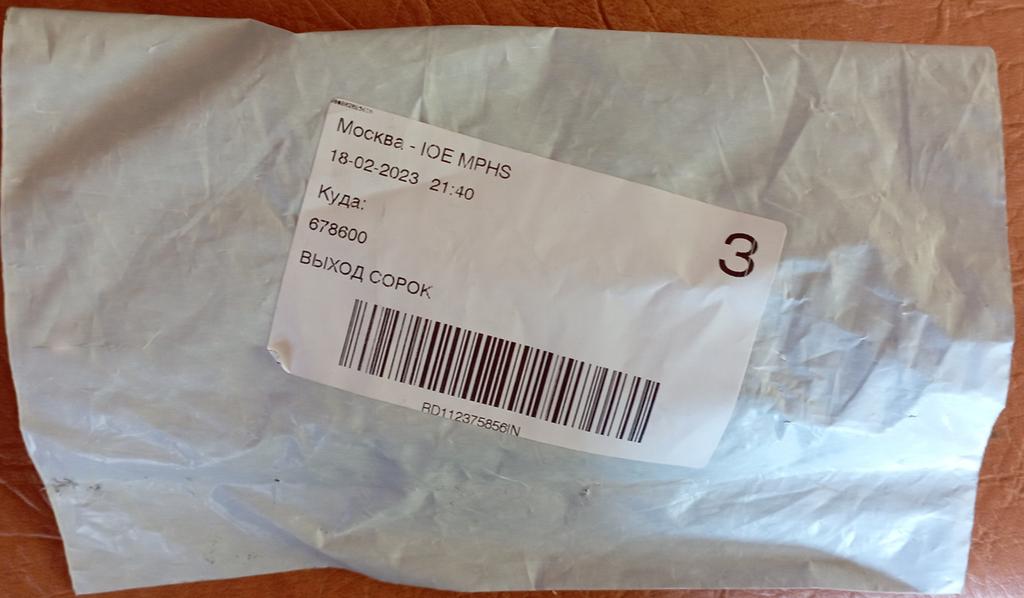 Москва - IOE MPHS
18-02-2023 21:40
Куда:
678600
ВЫХОД СОРОК
3
RD112375856IN